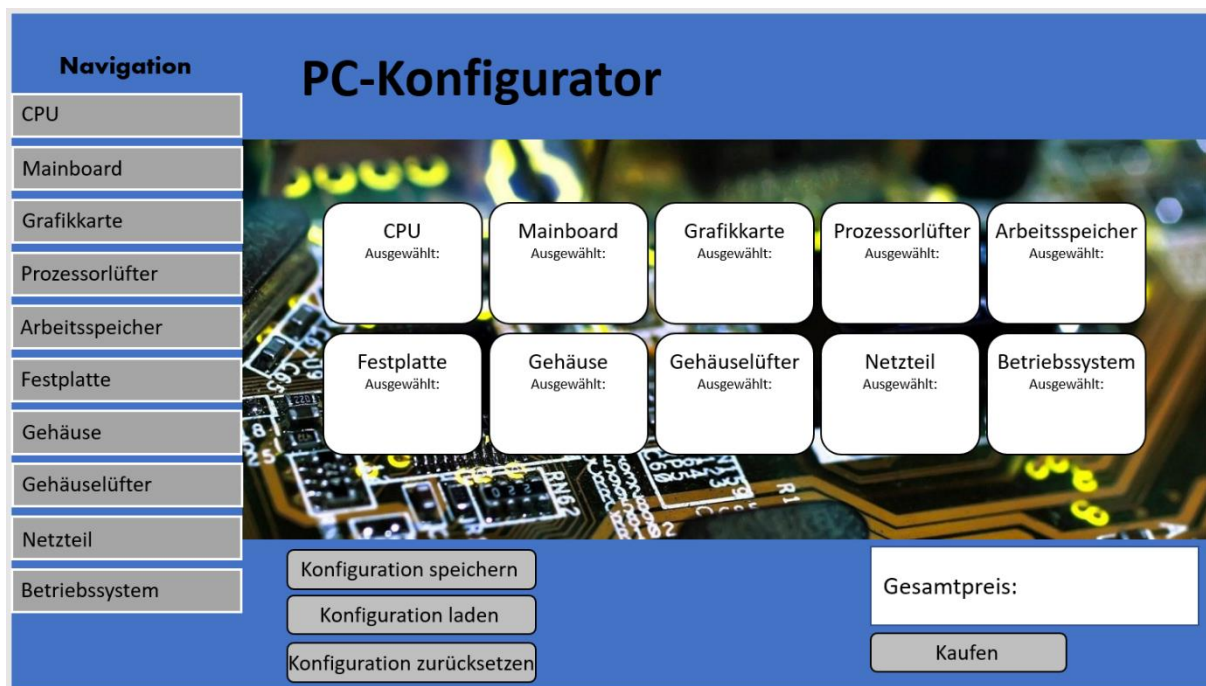 Navigation
CPU
Mainboard
Grafikkarte
Prozessorlüfter
Arbeitsspeicher
Festplatte
Gehäuse
Gehäuselüfter
Netzteil
Betriebssystem
PC-Konfigurator
CPU
Ausgewählt:
Mainboard
Ausgewählt:
Grafikkarte
Ausgewählt:
Prozessorlüfter
Ausgewählt:
Arbeitsspeicher
Ausgewählt:
Festplatte
Ausgewählt:
Gehäuse
Ausgewählt:
Gehäuselüfter
Ausgewählt:
Netzteil
Ausgewählt:
Betriebssystem
Ausgewählt:
RN62
R1
Konfiguration speichern
Konfiguration laden
Konfiguration zurücksetzen
Gesamtpreis:
Kaufen